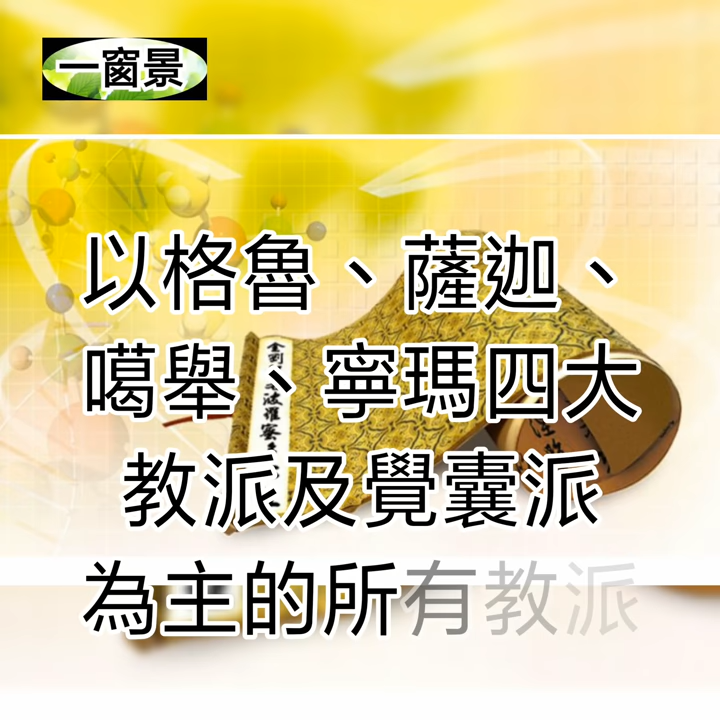 一窗景
以格魯、薩迦、
噶舉、寧瑪四大
教派及覺囊派
為主的所有教派